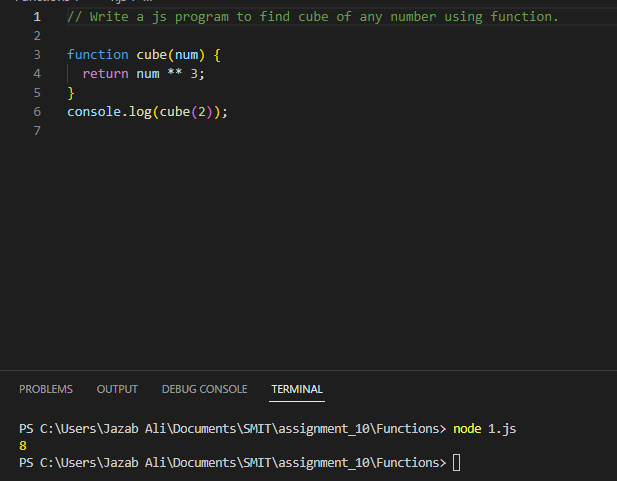 1 // Write a js program to find cube of any number using function.
2
3 function cube(num) {
4   return num ** 3;
5 }
6 console.log(cube(2));
7
PROBLEMS OUTPUT DEBUG CONSOLE TERMINAL
PS C:\Users\Jazab Ali\Documents\SMIT\assignment_10\Functions> node 1.js
8
PS C:\Users\Jazab Ali\Documents\SMIT\assignment_10\Functions>